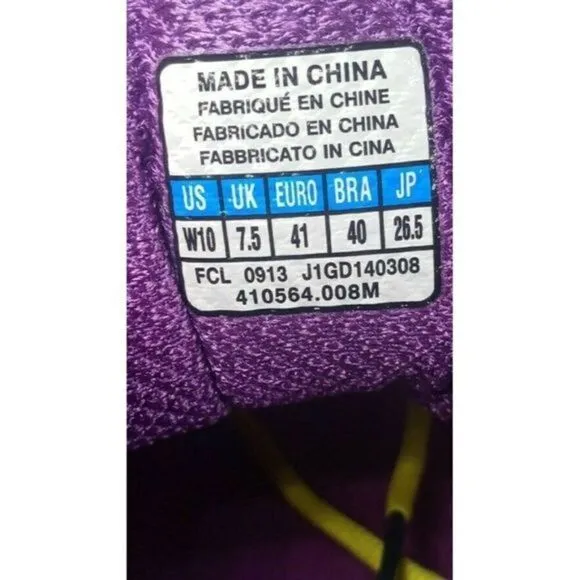 MADE IN CHINA
FABRIQUÉ EN CHINE
FABRICADO EN CHINA
FABBRICATO IN CINA
US UK EURO BRA JP
W10 7.5 41 40 26.5
FCL 0913 J1GD140308
410564.008M